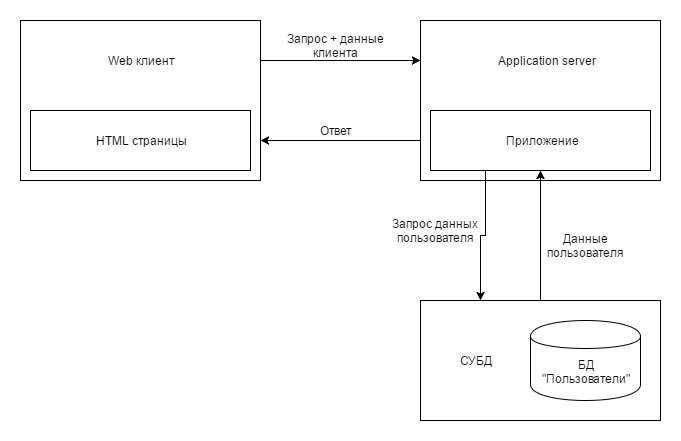 Web клиент
Запрос + данные
клиента
Application server
HTML страницы
Ответ
Приложение
Запрос данных
пользователя
Данные
пользователя
СУБД
БД
"Пользователи"